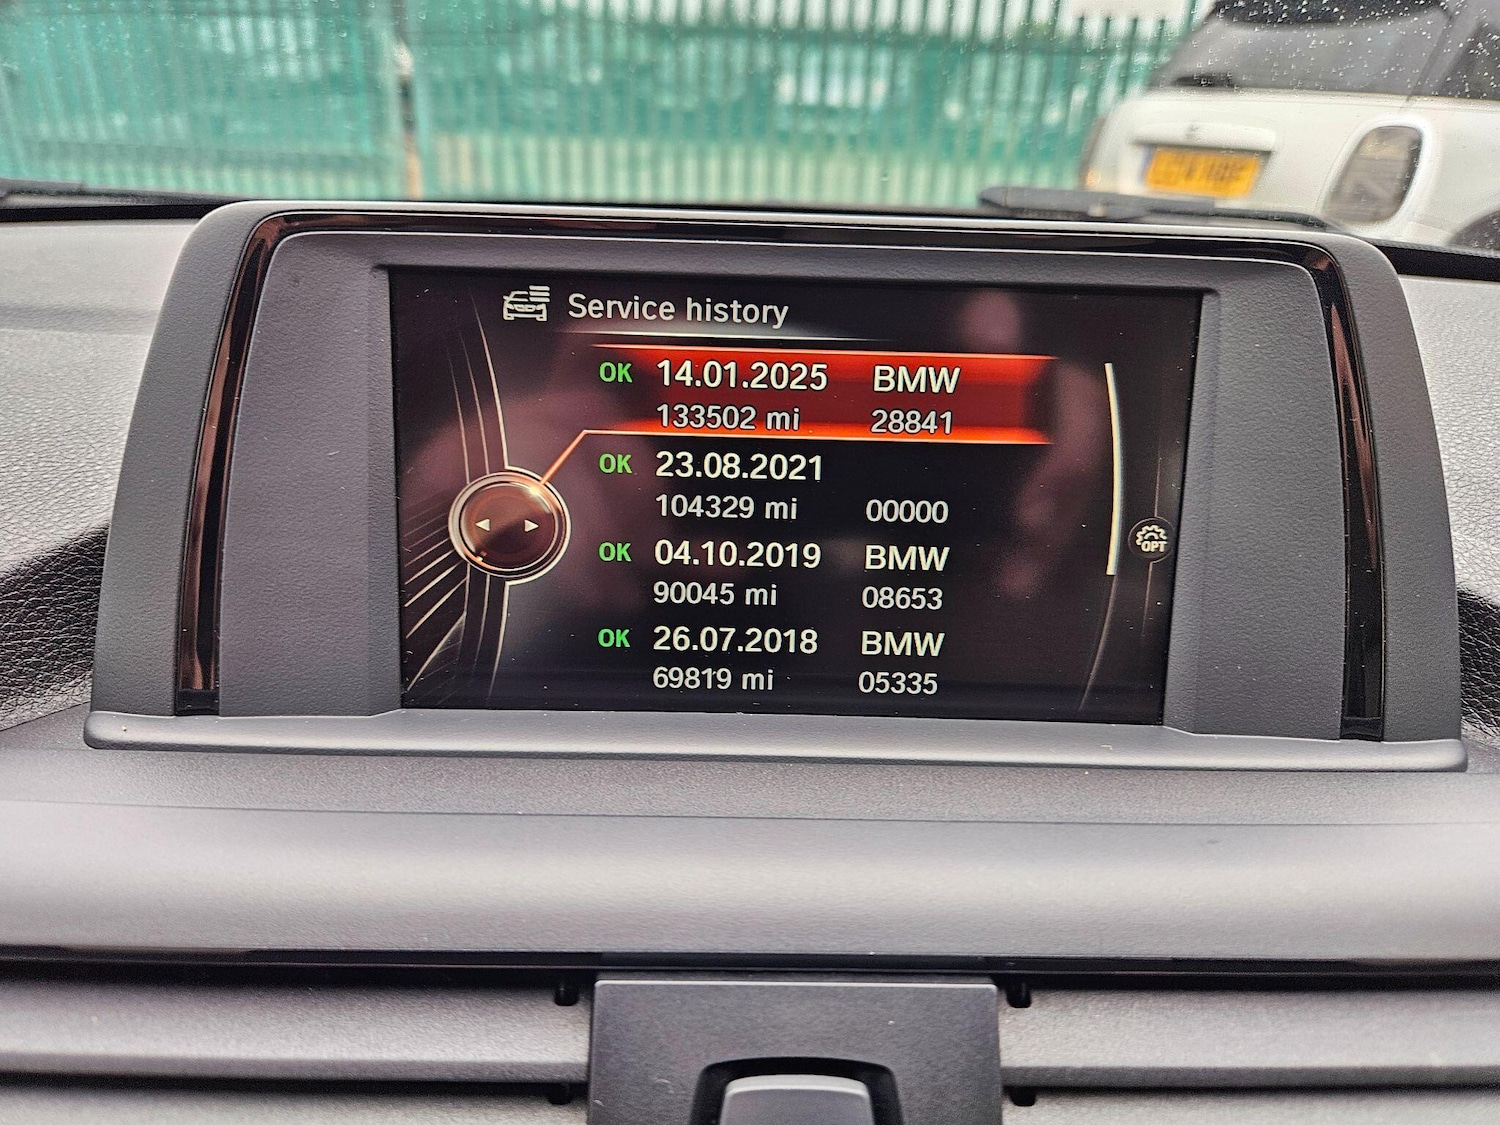 Service history
OK 14.01.2025 BMW
133502 mi 28841
OK 23.08.2021
104329 mi 00000
OK 04.10.2019 BMW
90045 mi 08653
OK 26.07.2018 BMW
69819 mi 05335
OPT